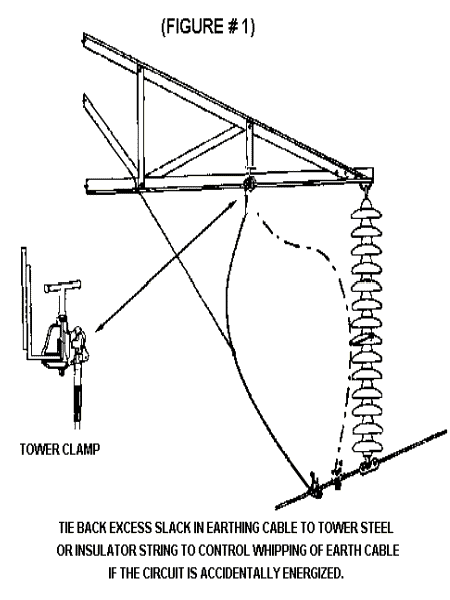 (FIGURE # 1)
TOWER CLAMP
TIE BACK EXCESS SLACK IN EARTHING CABLE TO TOWER STEEL
OR INSULATOR STRING TO CONTROL WHIPPING OF EARTH CABLE
IF THE CIRCUIT IS ACCIDENTALLY ENERGIZED.